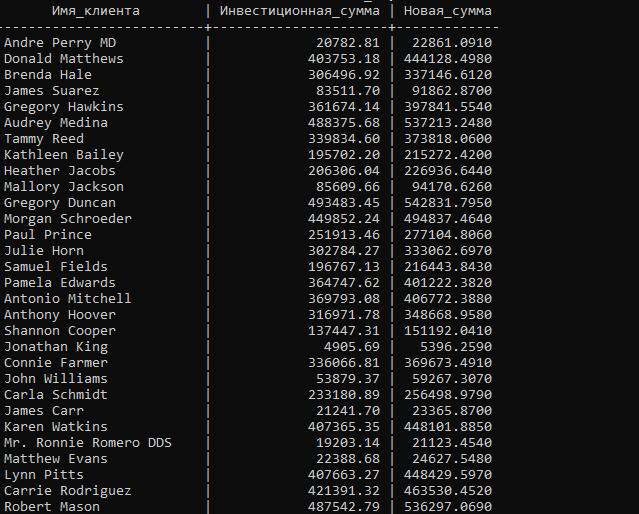 Имя_клиента | Инвестиционная_сумма | Новая_сумма
-------------------------+----------------------+-------------
Andre Perry MD | 20782.81 | 22861.0910
Donald Matthews | 403753.18 | 444128.4980
Brenda Hale | 306496.92 | 337146.6120
James Suarez | 83511.70 | 91862.8700
Gregory Hawkins | 361674.14 | 397841.5540
Audrey Medina | 488375.68 | 537213.2480
Tammy Reed | 339834.60 | 373818.0600
Kathleen Bailey | 195702.20 | 215272.4200
Heather Jacobs | 206306.04 | 226936.6440
Mallory Jackson | 85609.66 | 94170.6260
Gregory Duncan | 493483.45 | 542831.7950
Morgan Schroeder | 449852.24 | 494837.4640
Paul Prince | 251913.46 | 277104.8060
Julie Horn | 302784.27 | 333062.6970
Samuel Fields | 196767.13 | 216443.8430
Pamela Edwards | 364747.62 | 401222.3820
Antonio Mitchell | 369793.08 | 406772.3880
Anthony Hoover | 316971.78 | 348668.9580
Shannon Cooper | 137447.31 | 151192.0410
Jonathan King | 4905.69 | 5396.2590
Connie Farmer | 336066.81 | 369673.4910
John Williams | 53879.37 | 59267.3070
Carla Schmidt | 233180.89 | 256498.9790
James Carr | 21241.70 | 23365.8700
Karen Watkins | 407365.35 | 448101.8850
Mr. Ronnie Romero DDS | 19203.14 | 21123.4540
Matthew Evans | 22388.68 | 24627.5480
Lynn Pitts | 407663.27 | 448429.5970
Carrie Rodriguez | 421391.32 | 463530.4520
Robert Mason | 487542.79 | 536297.0690